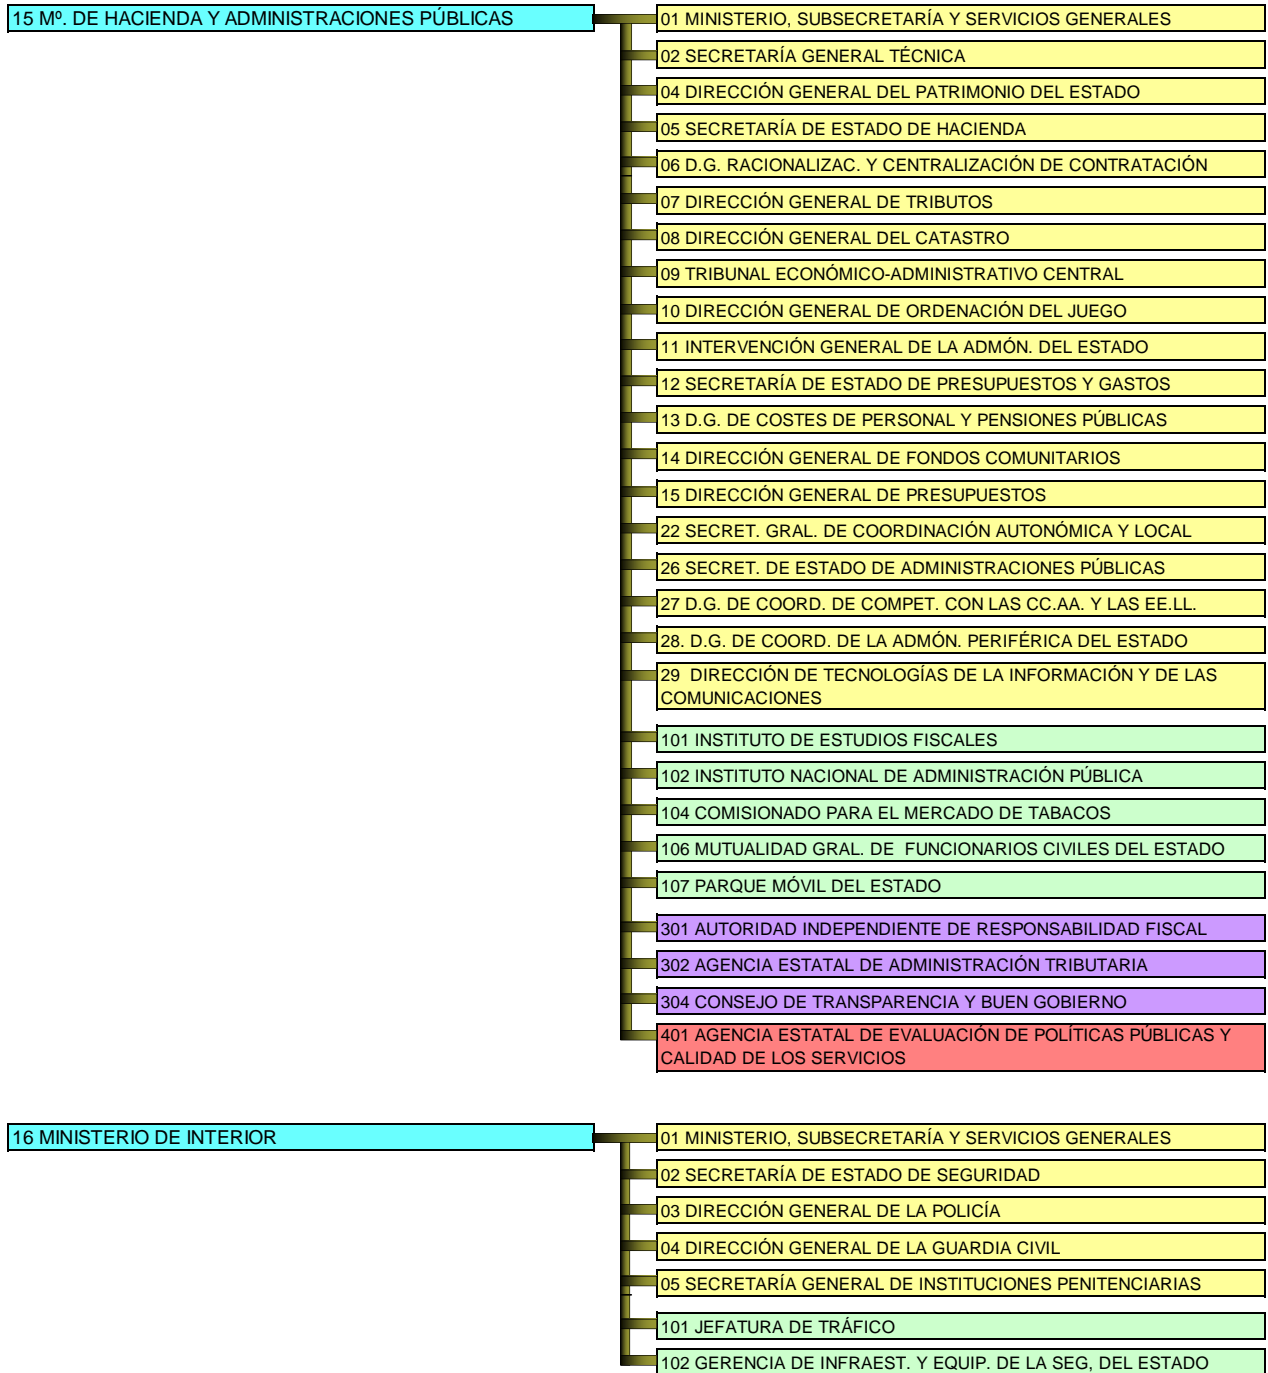 15 Mº. DE HACIENDA Y ADMINISTRACIONES PÚBLICAS
01 MINISTERIO, SUBSECRETARÍA Y SERVICIOS GENERALES
02 SECRETARÍA GENERAL TÉCNICA
04 DIRECCIÓN GENERAL DEL PATRIMONIO DEL ESTADO
05 SECRETARÍA DE ESTADO DE HACIENDA
06 D.G. RACIONALIZAC. Y CENTRALIZACIÓN DE CONTRATACIÓN
07 DIRECCIÓN GENERAL DE TRIBUTOS
08 DIRECCIÓN GENERAL DEL CATASTRO
09 TRIBUNAL ECONÓMICO-ADMINISTRATIVO CENTRAL
10 DIRECCIÓN GENERAL DE ORDENACIÓN DEL JUEGO
11 INTERVENCIÓN GENERAL DE LA ADMÓN. DEL ESTADO
12 SECRETARÍA DE ESTADO DE PRESUPUESTOS Y GASTOS
13 D.G. DE COSTES DE PERSONAL Y PENSIONES PÚBLICAS
14 DIRECCIÓN GENERAL DE FONDOS COMUNITARIOS
15 DIRECCIÓN GENERAL DE PRESUPUESTOS
22 SECRET. GRAL. DE COORDINACIÓN AUTONÓMICA Y LOCAL
26 SECRET. DE ESTADO DE ADMINISTRACIONES PÚBLICAS
27 D.G. DE COORD. DE COMPET. CON LAS CC.AA. Y LAS EE.LL.
28. D.G. DE COORD. DE LA ADMÓN. PERIFÉRICA DEL ESTADO
29 DIRECCIÓN DE TECNOLOGÍAS DE LA INFORMACIÓN Y DE LAS
COMUNICACIONES
101 INSTITUTO DE ESTUDIOS FISCALES
102 INSTITUTO NACIONAL DE ADMINISTRACIÓN PÚBLICA
104 COMISIONADO PARA EL MERCADO DE TABACOS
106 MUTUALIDAD GRAL. DE FUNCIONARIOS CIVILES DEL ESTADO
107 PARQUE MÓVIL DEL ESTADO
301 AUTORIDAD INDEPENDIENTE DE RESPONSABILIDAD FISCAL
302 AGENCIA ESTATAL DE ADMINISTRACIÓN TRIBUTARIA
304 CONSEJO DE TRANSPARENCIA Y BUEN GOBIERNO
401 AGENCIA ESTATAL DE EVALUACIÓN DE POLÍTICAS PÚBLICAS Y
CALIDAD DE LOS SERVICIOS
16 MINISTERIO DE INTERIOR
01 MINISTERIO, SUBSECRETARÍA Y SERVICIOS GENERALES
02 SECRETARÍA DE ESTADO DE SEGURIDAD
03 DIRECCIÓN GENERAL DE LA POLICÍA
04 DIRECCIÓN GENERAL DE LA GUARDIA CIVIL
05 SECRETARÍA GENERAL DE INSTITUCIONES PENITENCIARIAS
101 JEFATURA DE TRÁFICO
102 GERENCIA DE INFRAEST. Y EQUIP. DE LA SEG, DEL ESTADO